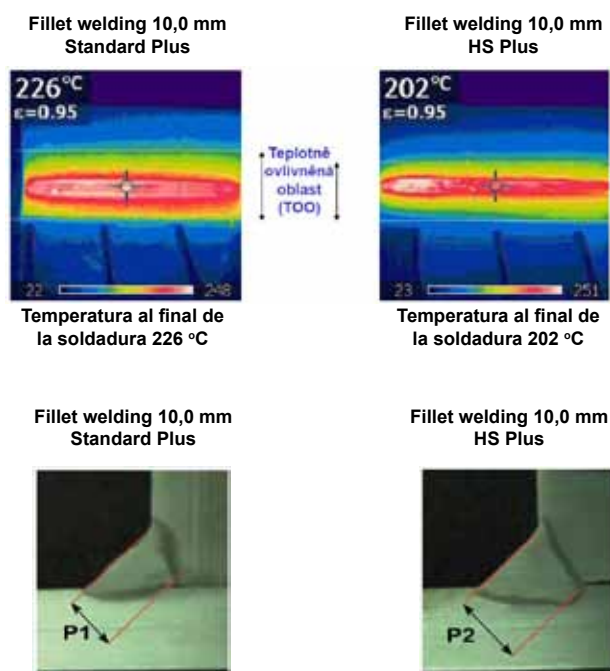 Fillet welding 10,0 mm
Standard Plus
Fillet welding 10,0 mm
HS Plus
226°C
ε=0.95
22
248
Teplotně
ovlivněná
oblast
(TOO)
202°C
ε=0.95
23
251
Temperatura al final de
la soldadura 226 °C
Temperatura al final de
la soldadura 202 °C
Fillet welding 10,0 mm
Standard Plus
Fillet welding 10,0 mm
HS Plus
P1
P2